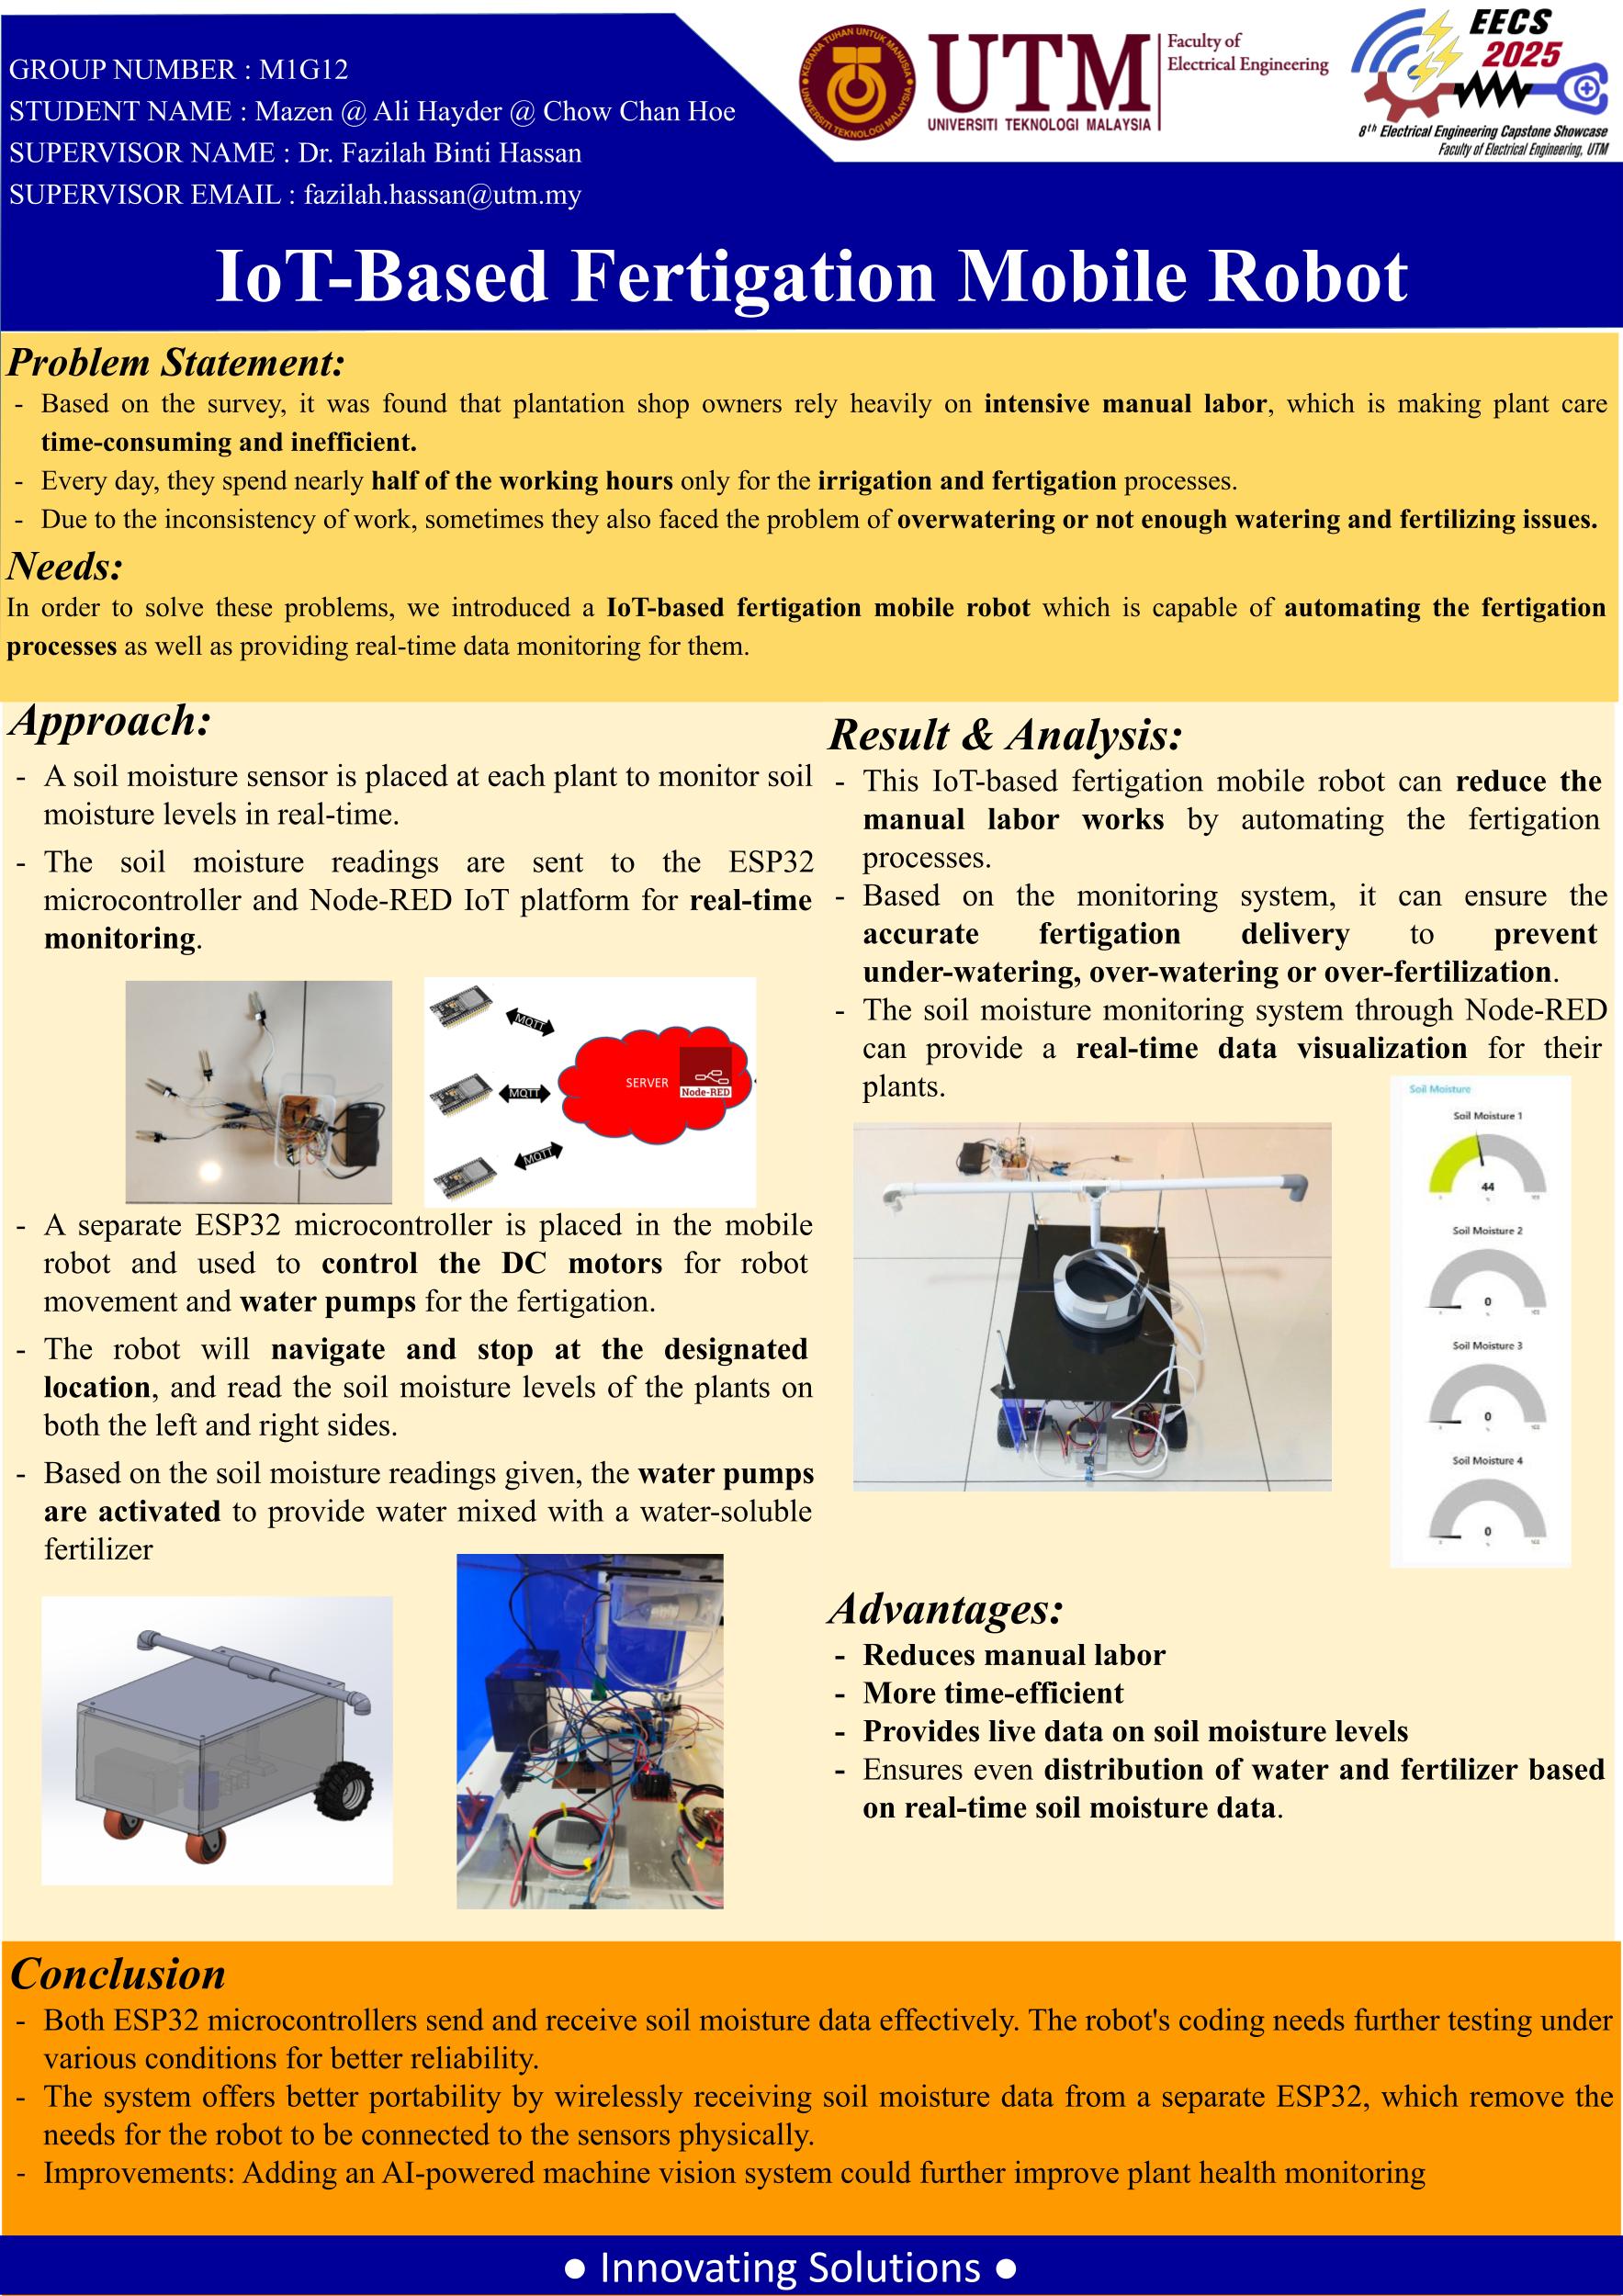 GROUP NUMBER : M1G12
STUDENT NAME : Mazen @ Ali Hayder @ Chow Chan Hoe
SUPERVISOR NAME : Dr. Fazilah Binti Hassan
SUPERVISOR EMAIL : fazilah.hassan@utm.my
KERANA TUHAN UNTUK MANUSIA
UNIVERSITI TEKNOLOGI MALAYSIA
UTM
UNIVERSITI TEKNOLOGI MALAYSIA
Faculty of
Electrical Engineering
EECS
2025
8th Electrical Engineering Capstone Showcase
Faculty of Electrical Engineering, UTM
IoT-Based Fertigation Mobile Robot
Problem Statement:
- Based on the survey, it was found that plantation shop owners rely heavily on intensive manual labor, which is making plant care
time-consuming and inefficient.
- Every day, they spend nearly half of the working hours only for the irrigation and fertigation processes.
- Due to the inconsistency of work, sometimes they also faced the problem of overwatering or not enough watering and fertilizing issues.
Needs:
In order to solve these problems, we introduced a IoT-based fertigation mobile robot which is capable of automating the fertigation
processes as well as providing real-time data monitoring for them.
Approach:
- A soil moisture sensor is placed at each plant to monitor soil
moisture levels in real-time.
- The soil moisture readings are sent to the ESP32
microcontroller and Node-RED IoT platform for real-time
monitoring.
MQTT
MQTT
MQTT
SERVER
Node-RED
- A separate ESP32 microcontroller is placed in the mobile
robot and used to control the DC motors for robot
movement and water pumps for the fertigation.
- The robot will navigate and stop at the designated
location, and read the soil moisture levels of the plants on
both the left and right sides.
- Based on the soil moisture readings given, the water pumps
are activated to provide water mixed with a water-soluble
fertilizer
Result & Analysis:
- This IoT-based fertigation mobile robot can reduce the
manual labor works by automating the fertigation
processes.
- Based on the monitoring system, it can ensure the
accurate fertigation delivery to prevent
under-watering, over-watering or over-fertilization.
- The soil moisture monitoring system through Node-RED
can provide a real-time data visualization for their
plants.
Soil Moisture
Soil Moisture 1
44
Soil Moisture 2
0
Soil Moisture 3
0
Soil Moisture 4
0
Advantages:
- Reduces manual labor
- More time-efficient
- Provides live data on soil moisture levels
- Ensures even distribution of water and fertilizer based
on real-time soil moisture data.
Conclusion
- Both ESP32 microcontrollers send and receive soil moisture data effectively. The robot's coding needs further testing under
various conditions for better reliability.
- The system offers better portability by wirelessly receiving soil moisture data from a separate ESP32, which remove the
needs for the robot to be connected to the sensors physically.
- Improvements: Adding an AI-powered machine vision system could further improve plant health monitoring
● Innovating Solutions ●